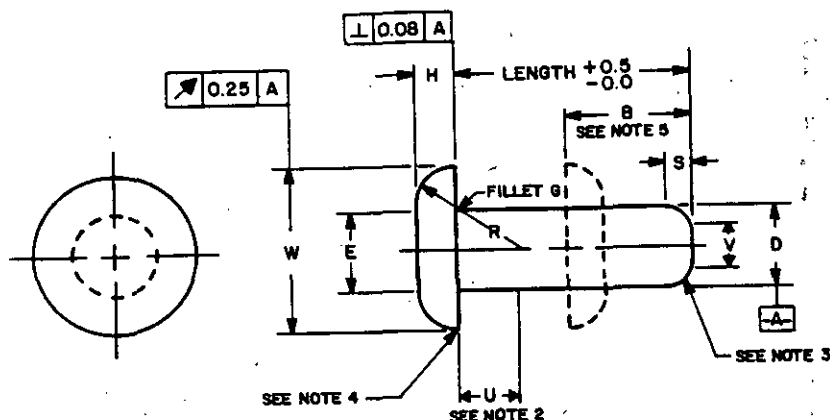 ⊥ 0.08 A
H
LENGTH +0.5 -0.0
↗ 0.25 A
B
SEE NOTE 5
S
FILLET G
W
E
R
V
D
A
SEE NOTE 3
SEE NOTE 4
U
SEE NOTE 2